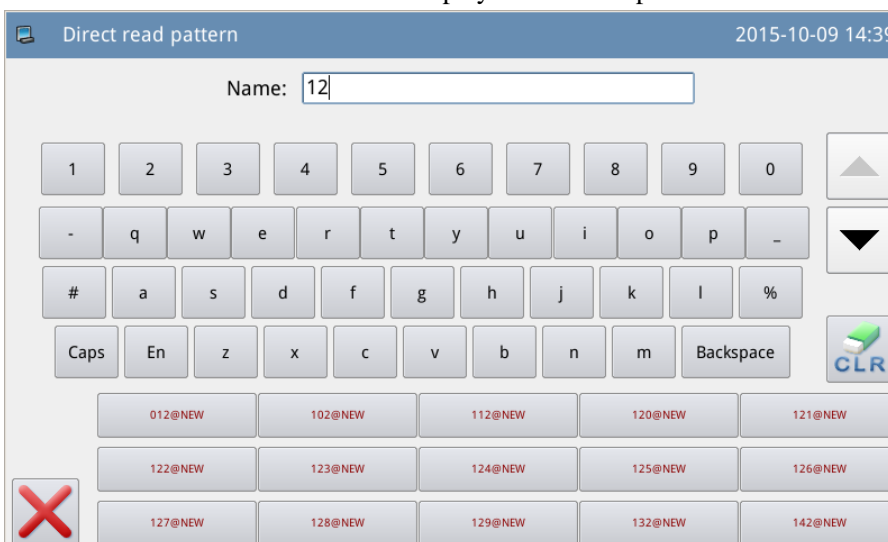 Direct read pattern 2015-10-09 14:39
Name: 12
1 2 3 4 5 6 7 8 9 0
- q w e r t y u i o p _
# a s d f g h j k l %
Caps En z x c v b n m Backspace
CLR
012@NEW 102@NEW 112@NEW 120@NEW 121@NEW
122@NEW 123@NEW 124@NEW 125@NEW 126@NEW
127@NEW 128@NEW 129@NEW 132@NEW 142@NEW